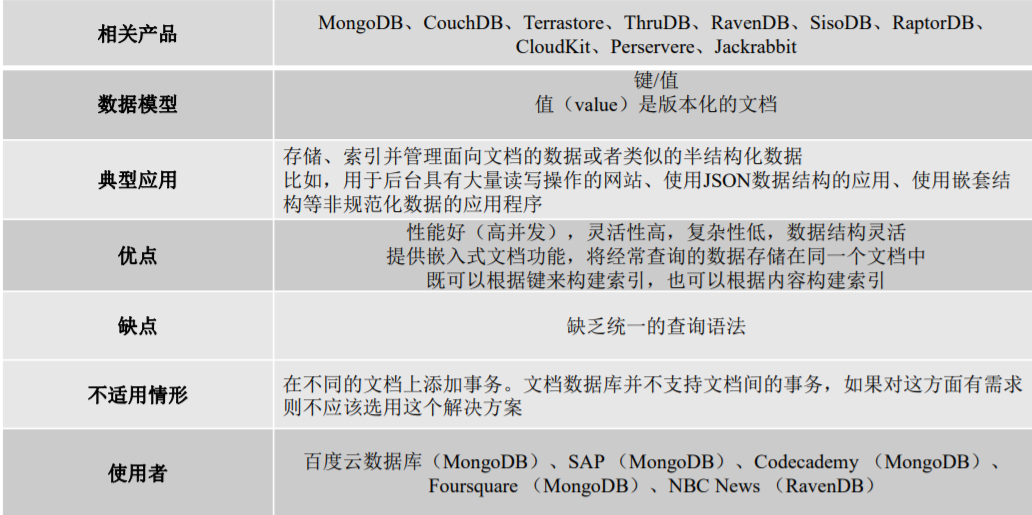 相关产品
MongoDB、CouchDB、Terrastore、ThruDB、RavenDB、SisoDB、RaptorDB、
CloudKit、Perservere、Jackrabbit
数据模型
键/值
值（value）是版本化的文档
典型应用
存储、索引并管理面向文档的数据或者类似的半结构化数据
比如，用于后台具有大量读写操作的网站、使用JSON数据结构的应用、使用嵌套结
构等非规范化数据的应用程序
优点
性能好（高并发），灵活性高，复杂性低，数据结构灵活
提供嵌入式文档功能，将经常查询的数据存储在同一个文档中
既可以根据键来构建索引，也可以根据内容构建索引
缺点
缺乏统一的查询语法
不适用情形
在不同的文档上添加事务。文档数据库并不支持文档间的事务，如果对这方面有需求
则不应该选用这个解决方案
使用者
百度云数据库（MongoDB）、SAP （MongoDB）、Codecademy （MongoDB）、
Foursquare （MongoDB）、NBC News （RavenDB）